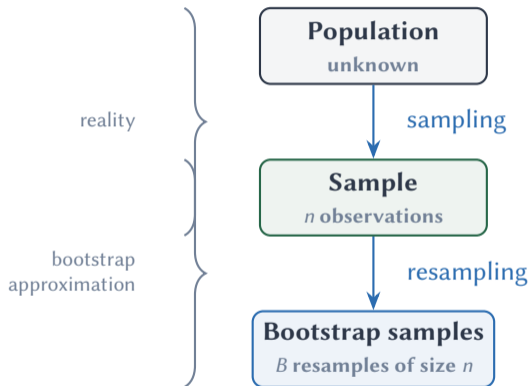 Population
unknown
reality
sampling
Sample
n observations
bootstrap
approximation
resampling
Bootstrap samples
B resamples of size n